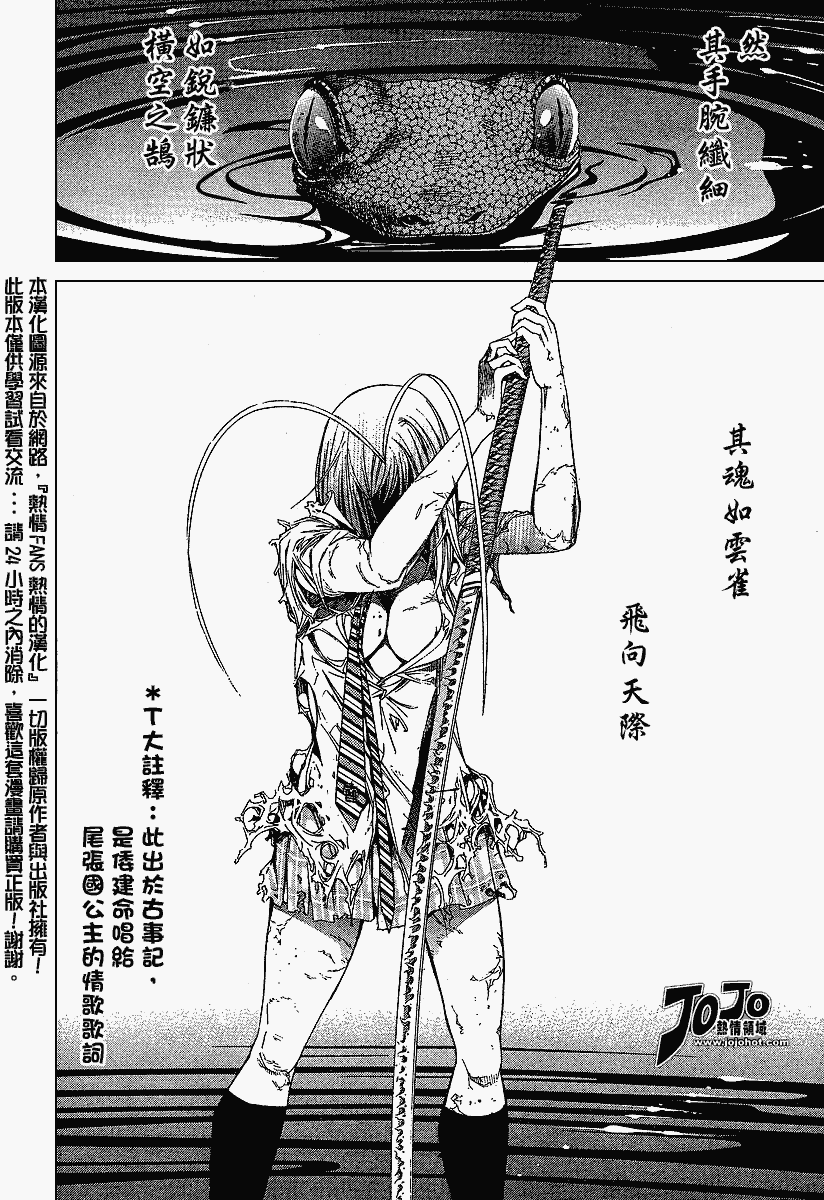 然
其手腕纖細
如銳鐮狀
橫空之鵠
其魂如雲雀
飛向天際
*T大註釋：此出於古事記，
是倭建命唱給
尾張國公主的情歌歌詞
本漢化圖源來自於網路，『熱情FANS熱情的漢化』一切版權歸原作者與出版社擁有！
此版本僅供學習試看交流…請24小時之內消除，喜歡這套漫畫請購買正版！謝謝。
JOJO
熱情領域
www.jojohot.com